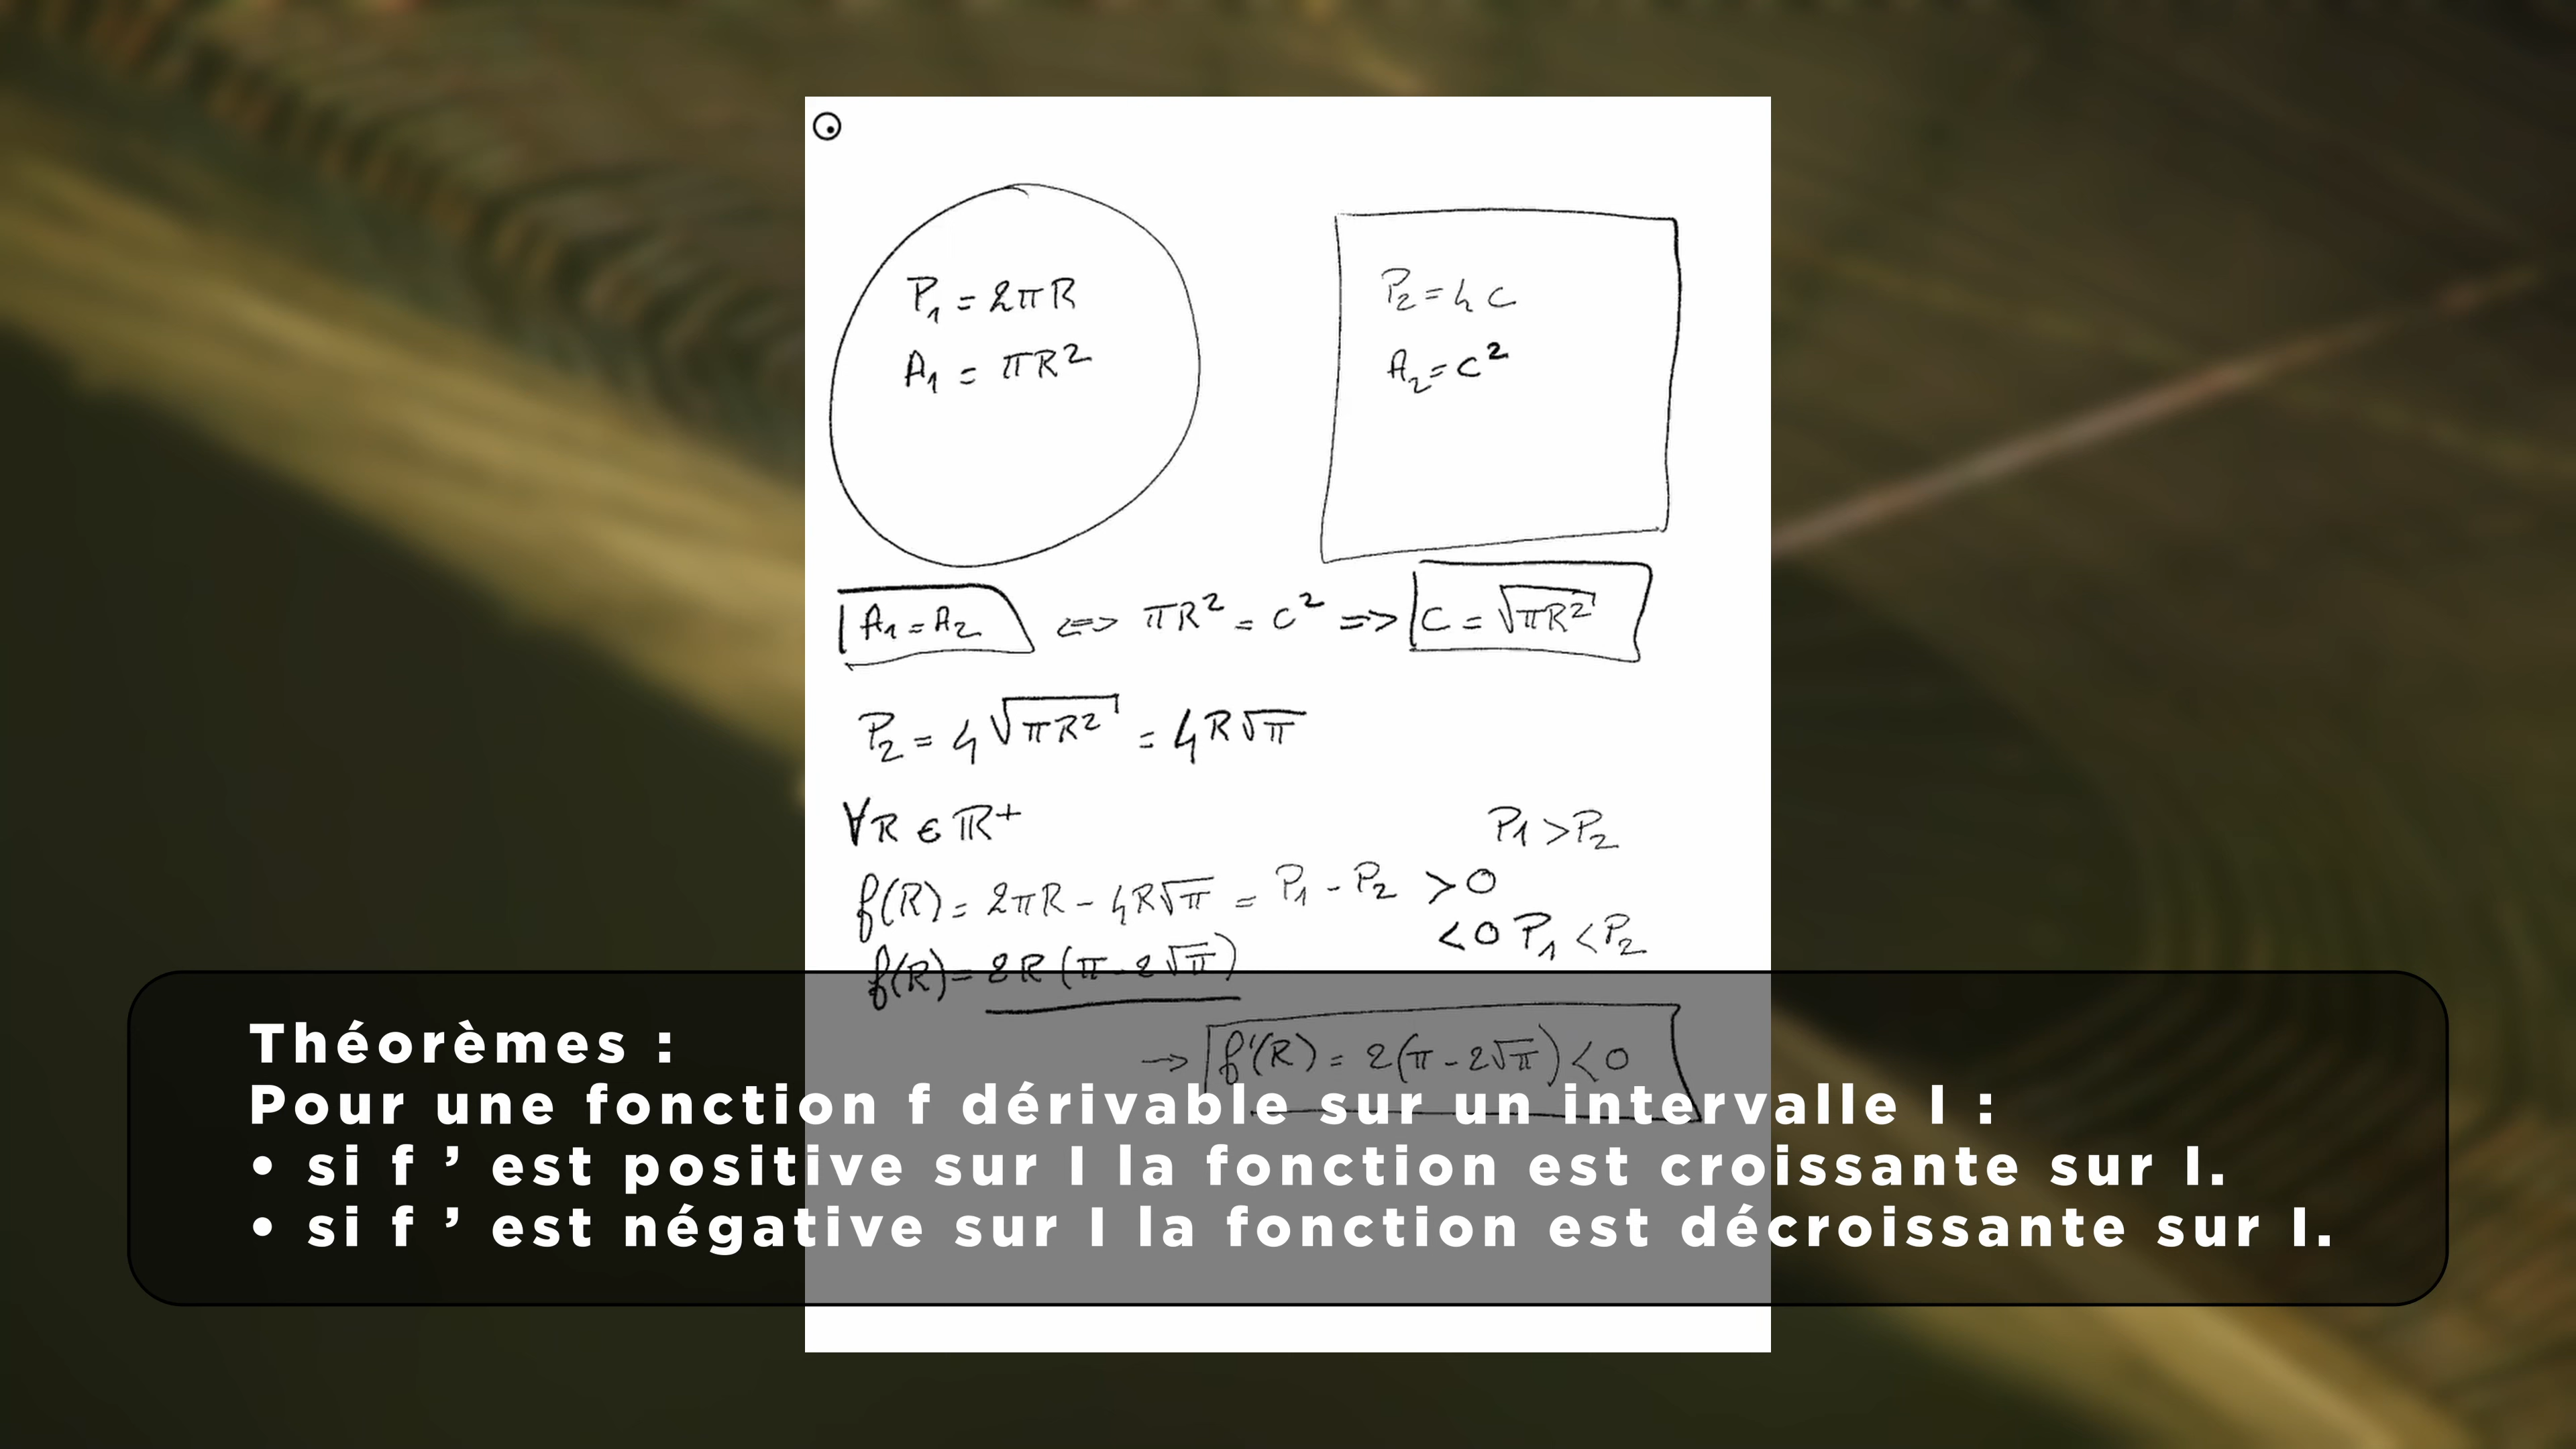 P₁ = 2πR
A₁ = πR²
P₂ = 4c
A₂ = c²
A₁ = A₂ <=> πR² = c² => C = √πR²
P₂ = 4√πR² = 4R√π
∀R ∈ ℝ⁺
P₁ > P₂
f(R) = 2πR - 4R√π = P₁ - P₂ > 0
< 0 P₁ < P₂
f(R) = 2R(π - 2√π)
→ f'(R) = 2(π - 2√π) < 0
Théorèmes :
Pour une fonction f dérivable sur un intervalle I :
• si f ’ est positive sur I la fonction est croissante sur I.
• si f ’ est négative sur I la fonction est décroissante sur I.